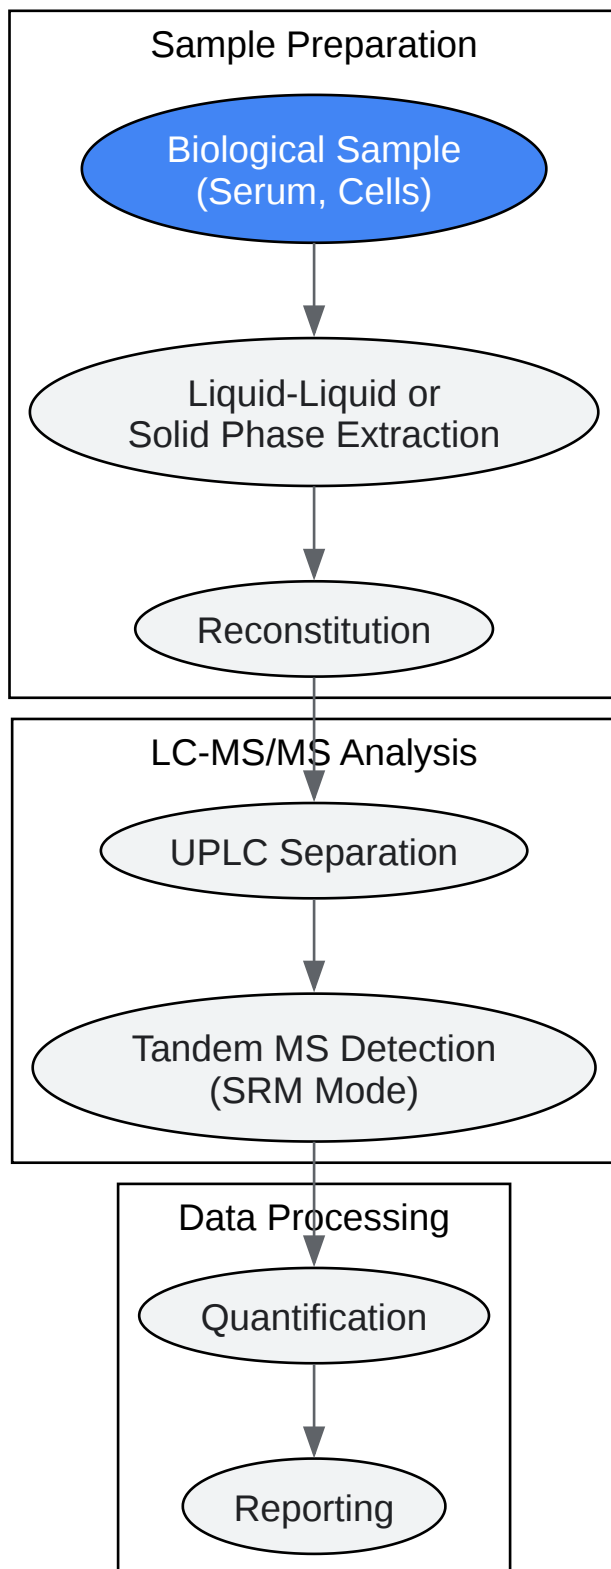 Sample Preparation
Biological Sample
(Serum, Cells)
Liquid-Liquid or
Solid Phase Extraction
Reconstitution
LC-MS/MS Analysis
UPLC Separation
Tandem MS Detection
(SRM Mode)
Data Processing
Quantification
Reporting